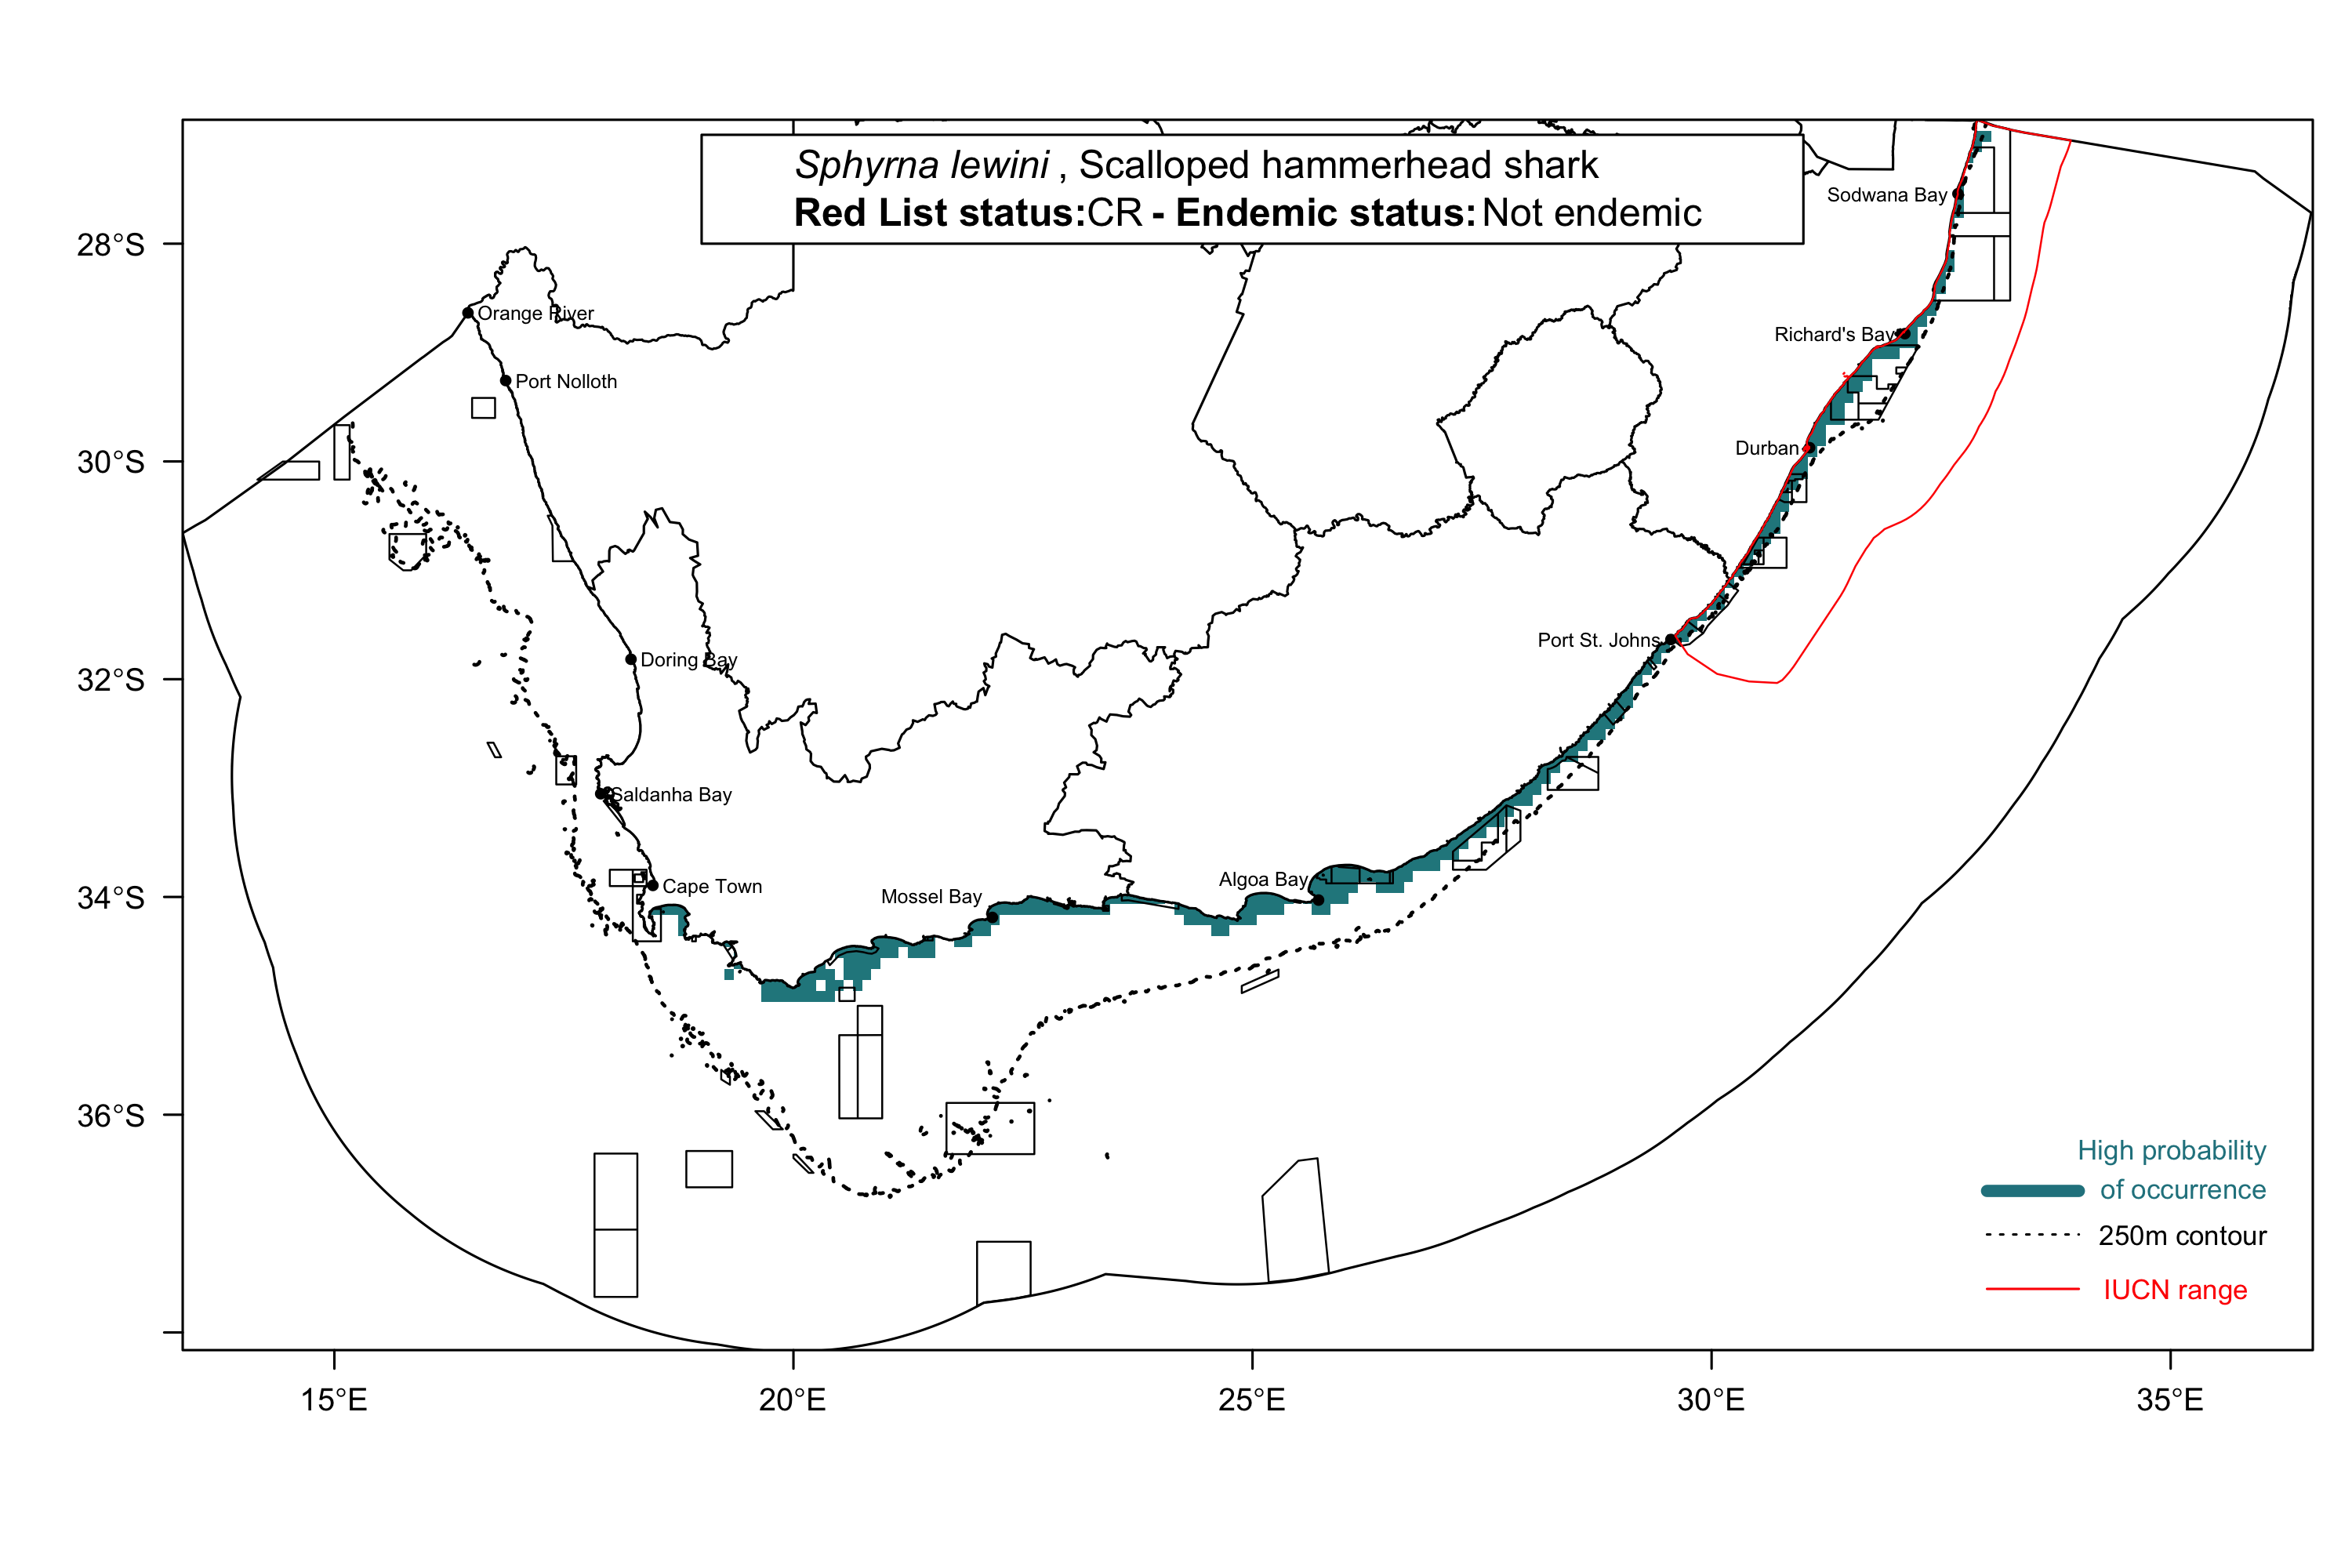 Sphyrna lewini , Scalloped hammerhead shark
Red List status:CR - Endemic status: Not endemic
Sodwana Bay
28°S
Orange River
Richard's Bay
Port Nolloth
Durban
30°S
Port St. Johns
Doring Bay
32°S
Saldanha Bay
Algoa Bay
Cape Town
Mossel Bay
34°S
36°S
High probability
of occurrence
250m contour
IUCN range
15°E
20°E
25°E
30°E
35°E